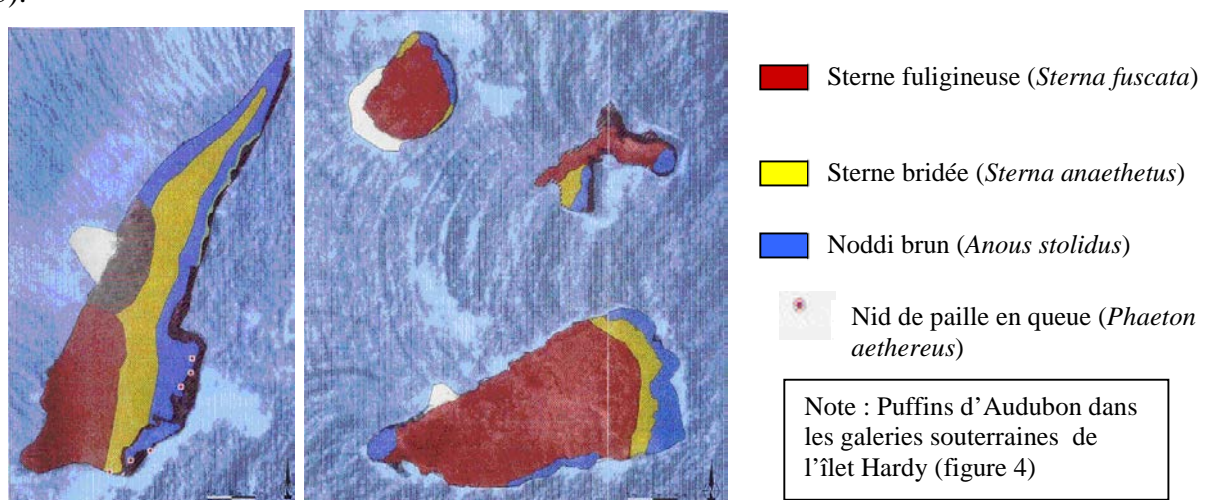 Sterne fuligineuse (Sterna fuscata)
Sterne bridée (Sterna anaethetus)
Noddi brun (Anous stolidus)
Nid de paille en queue (Phaeton
aethereus)
Note : Puffins d’Audubon dans
les galeries souterraines de
l’îlet Hardy (figure 4)